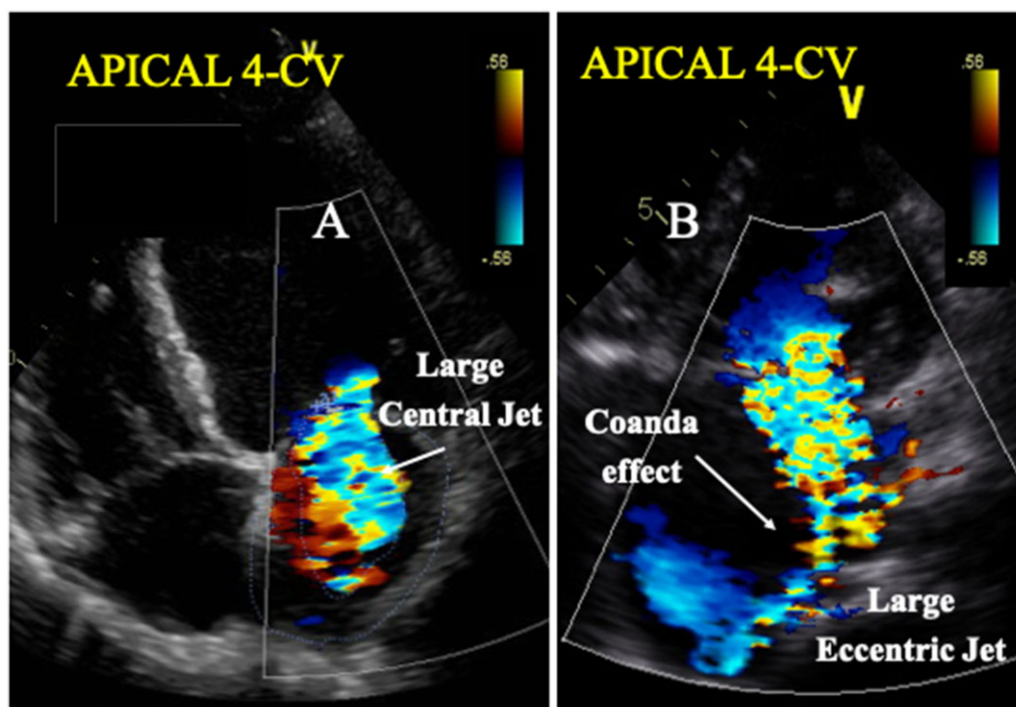 APICAL 4-CV
V
.56
A
Large
Central Jet
-.56
APICAL 4-CV
V
.56
5
B
-.56
Coanda
effect
Large
Eccentric Jet